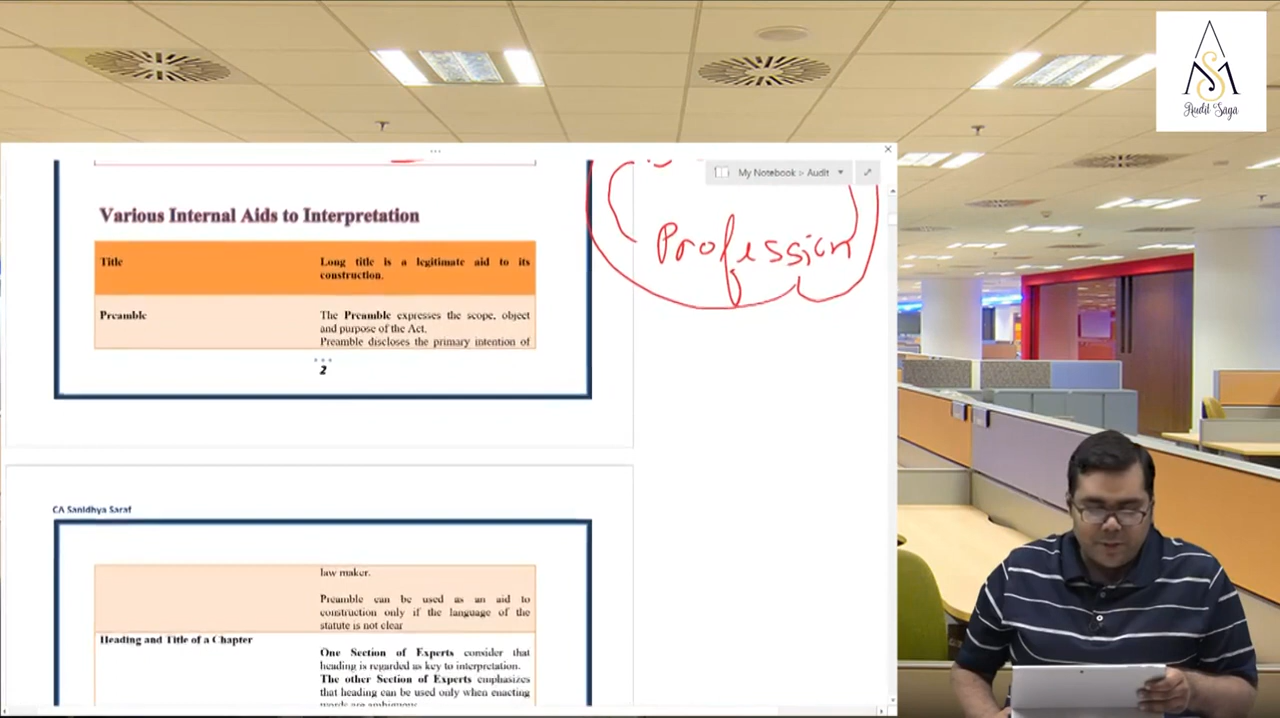 Audit Saga
My Notebook > Audit
Various Internal Aids to Interpretation
Profession
Title
Long title is a legitimate aid to its
construction.
Preamble
The Preamble expresses the scope, object
and purpose of the Act.
Preamble discloses the primary intention of
2
CA Sanidhya Saraf
law maker.
Preamble can be used as an aid to
construction only if the language of the
statute is not clear
Heading and Title of a Chapter
One Section of Experts consider that
heading is regarded as key to interpretation.
The other Section of Experts emphasizes
that heading can be used only when enacting
words are ambiguous